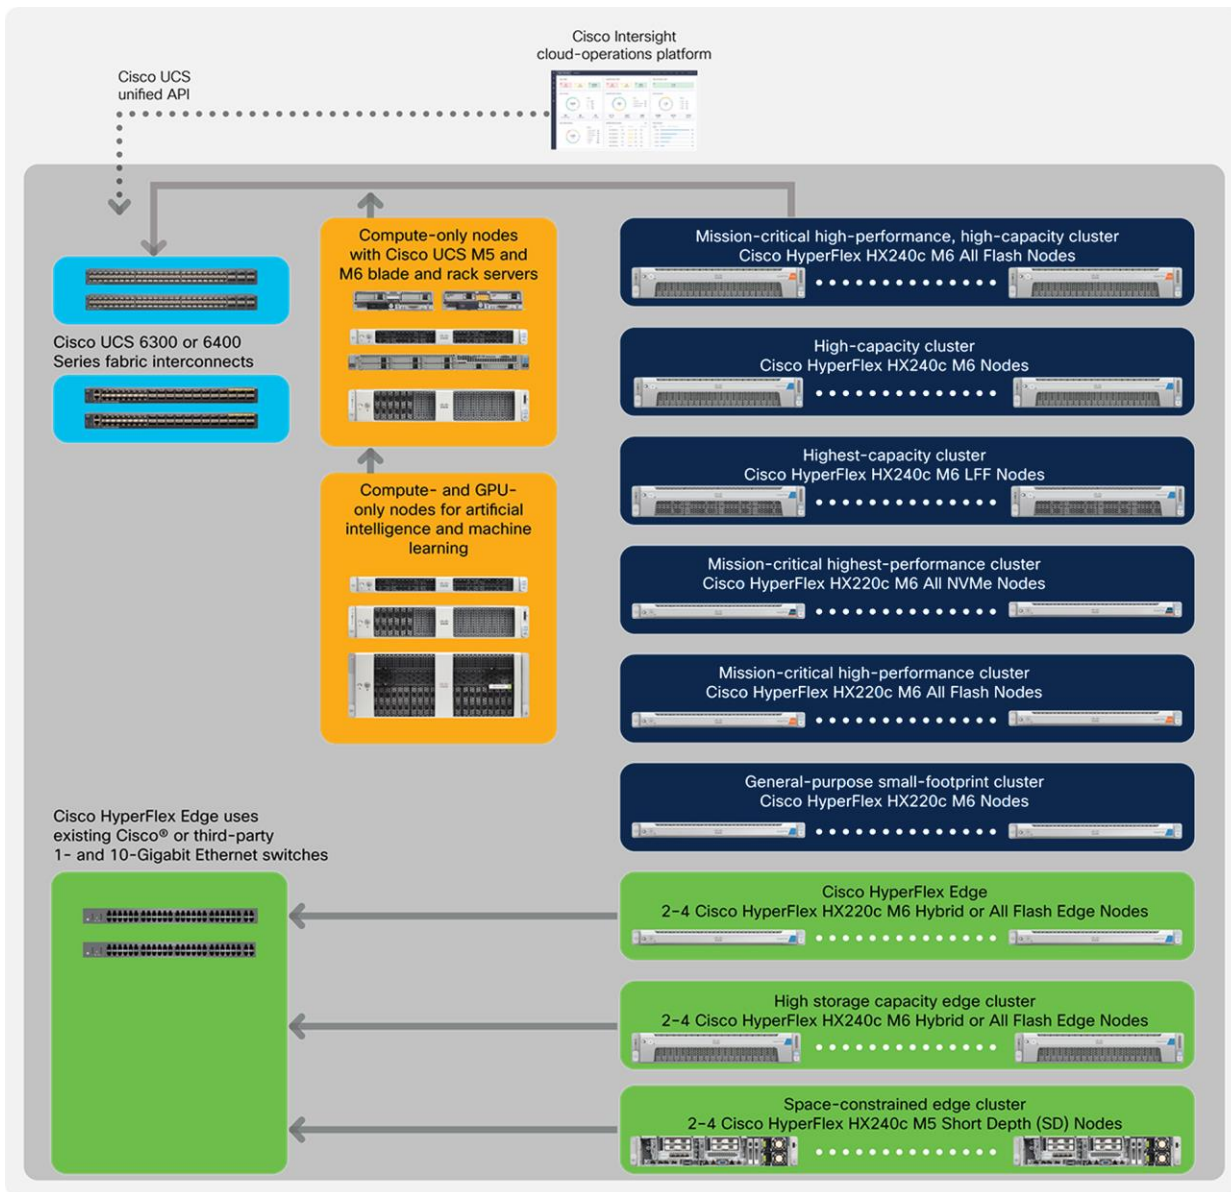 Cisco Intersight
cloud-operations platform
Cisco UCS
unified API
Compute-only nodes
with Cisco UCS M5 and
M6 blade and rack servers
Mission-critical high-performance, high-capacity cluster
Cisco HyperFlex HX240c M6 All Flash Nodes
Cisco UCS 6300 or 6400
Series fabric interconnects
High-capacity cluster
Cisco HyperFlex HX240c M6 Nodes
Highest-capacity cluster
Cisco HyperFlex HX240c M6 LFF Nodes
Compute- and GPU-
only nodes for artificial
intelligence and machine
learning
Mission-critical highest-performance cluster
Cisco HyperFlex HX220c M6 All NVMe Nodes
Mission-critical high-performance cluster
Cisco HyperFlex HX220c M6 All Flash Nodes
General-purpose small-footprint cluster
Cisco HyperFlex HX220c M6 Nodes
Cisco HyperFlex Edge uses
existing Cisco® or third-party
1- and 10-Gigabit Ethernet switches
Cisco HyperFlex Edge
2-4 Cisco HyperFlex HX220c M6 Hybrid or All Flash Edge Nodes
High storage capacity edge cluster
2-4 Cisco HyperFlex HX240c M6 Hybrid or All Flash Edge Nodes
Space-constrained edge cluster
2-4 Cisco HyperFlex HX240c M5 Short Depth (SD) Nodes